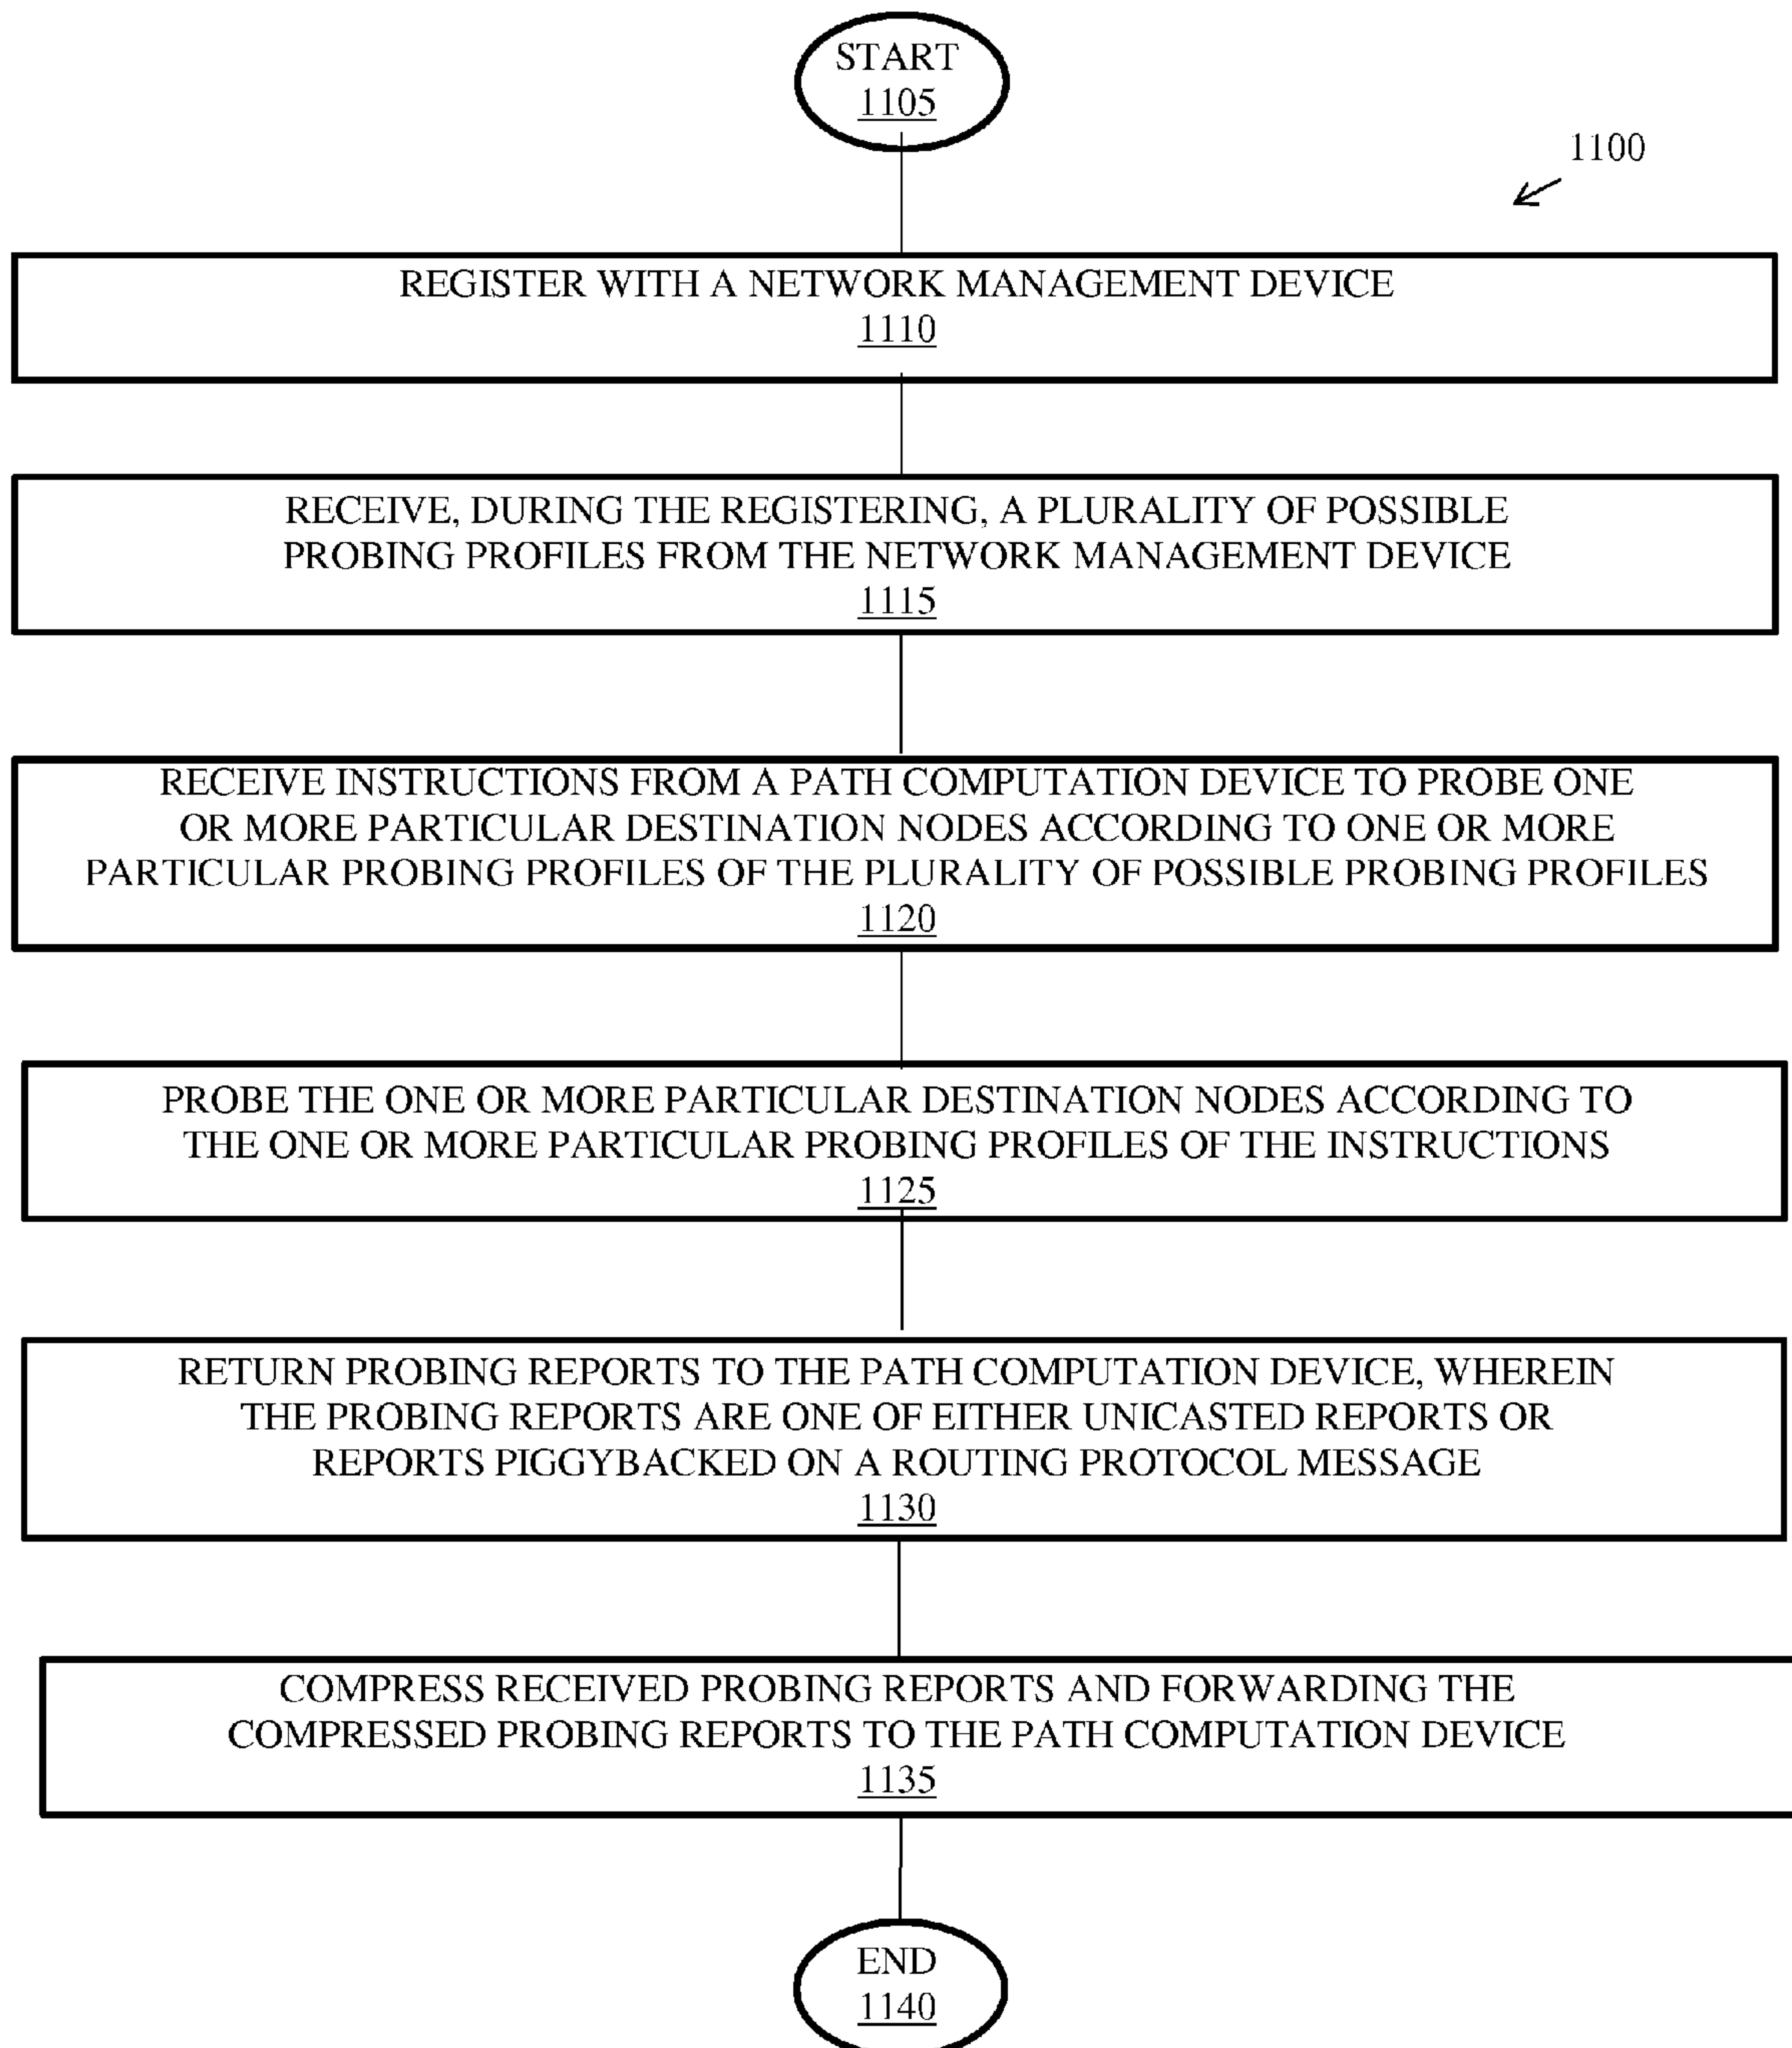 START
1105
1100
REGISTER WITH A NETWORK MANAGEMENT DEVICE
1110
RECEIVE, DURING THE REGISTERING, A PLURALITY OF POSSIBLE
PROBING PROFILES FROM THE NETWORK MANAGEMENT DEVICE
1115
RECEIVE INSTRUCTIONS FROM A PATH COMPUTATION DEVICE TO PROBE ONE
OR MORE PARTICULAR DESTINATION NODES ACCORDING TO ONE OR MORE
PARTICULAR PROBING PROFILES OF THE PLURALITY OF POSSIBLE PROBING PROFILES
1120
PROBE THE ONE OR MORE PARTICULAR DESTINATION NODES ACCORDING TO
THE ONE OR MORE PARTICULAR PROBING PROFILES OF THE INSTRUCTIONS
1125
RETURN PROBING REPORTS TO THE PATH COMPUTATION DEVICE, WHEREIN
THE PROBING REPORTS ARE ONE OF EITHER UNICASTED REPORTS OR
REPORTS PIGGYBACKED ON A ROUTING PROTOCOL MESSAGE
1130
COMPRESS RECEIVED PROBING REPORTS AND FORWARDING THE
COMPRESSED PROBING REPORTS TO THE PATH COMPUTATION DEVICE
1135
END
1140